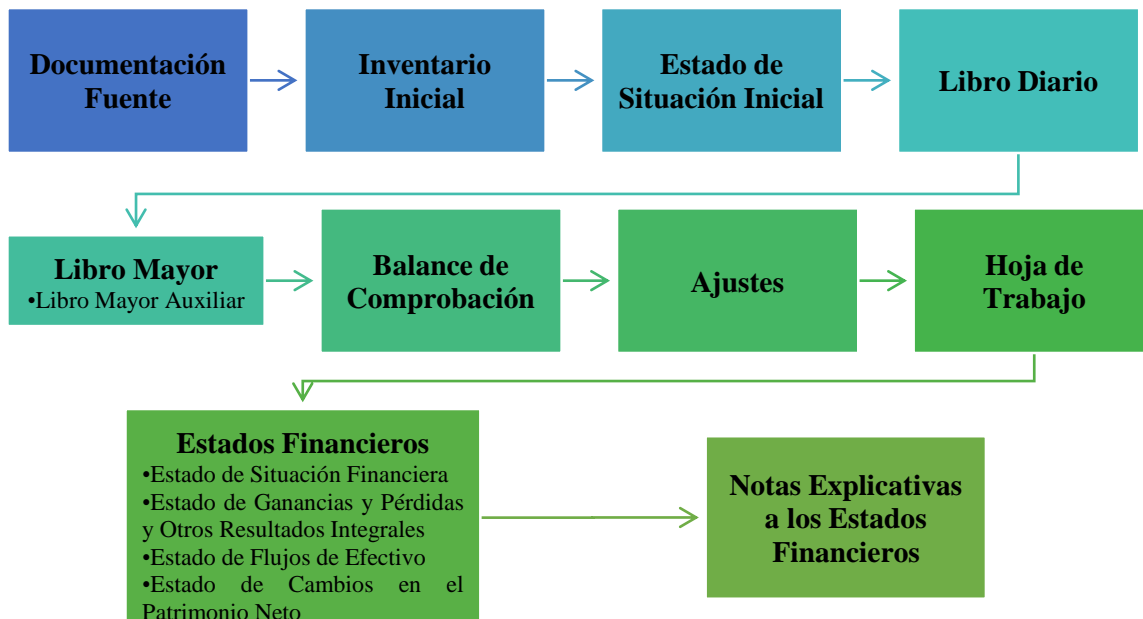 Documentación
Fuente
Inventario
Inicial
Estado de
Situación Inicial
Libro Diario
Libro Mayor
•Libro Mayor Auxiliar
Balance de
Comprobación
Ajustes
Hoja de
Trabajo
Estados Financieros
•Estado de Situación Financiera
•Estado de Ganancias y Pérdidas
y Otros Resultados Integrales
•Estado de Flujos de Efectivo
•Estado de Cambios en el
Patrimonio Neto
Notas Explicativas
a los Estados
Financieros